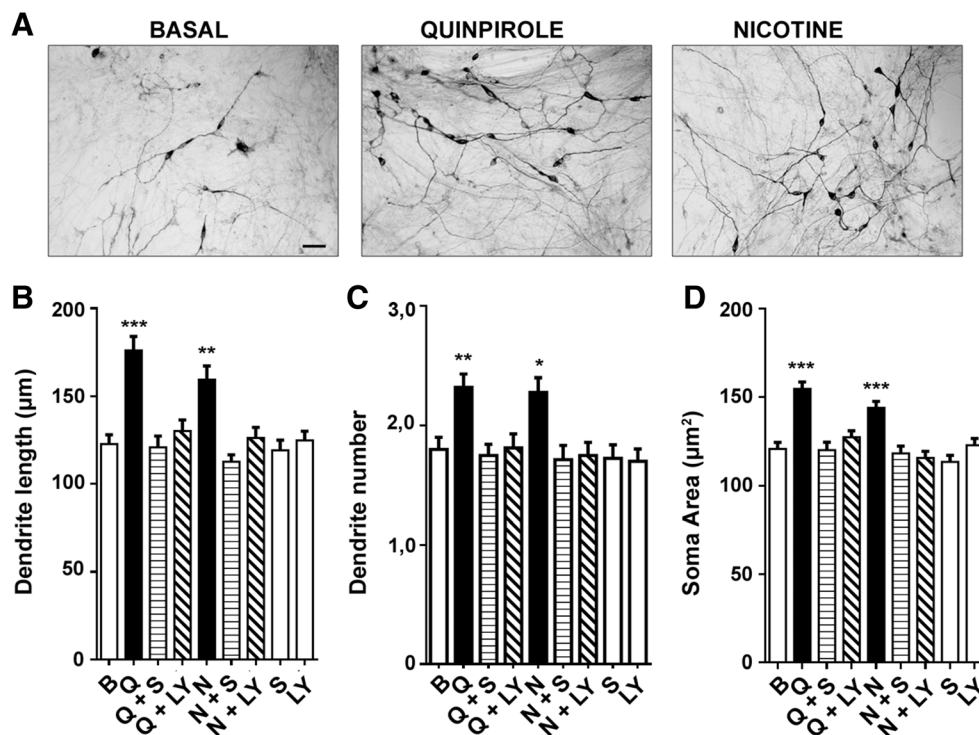 A
BASAL
QUINPIROLE
NICOTINE
B
Dendrite length (µm)
200
150
100
50
0
***
**
B
Q
Q + S
Q + LY
N
N + S
N + LY
S
LY
C
Dendrite number
3,0
2,0
1,0
0
**
*
B
Q
Q + S
Q + LY
N
N + S
N + LY
S
LY
D
Soma Area (µm²)
200
150
100
50
0
***
***
B
Q
Q + S
Q + LY
N
N + S
N + LY
S
LY